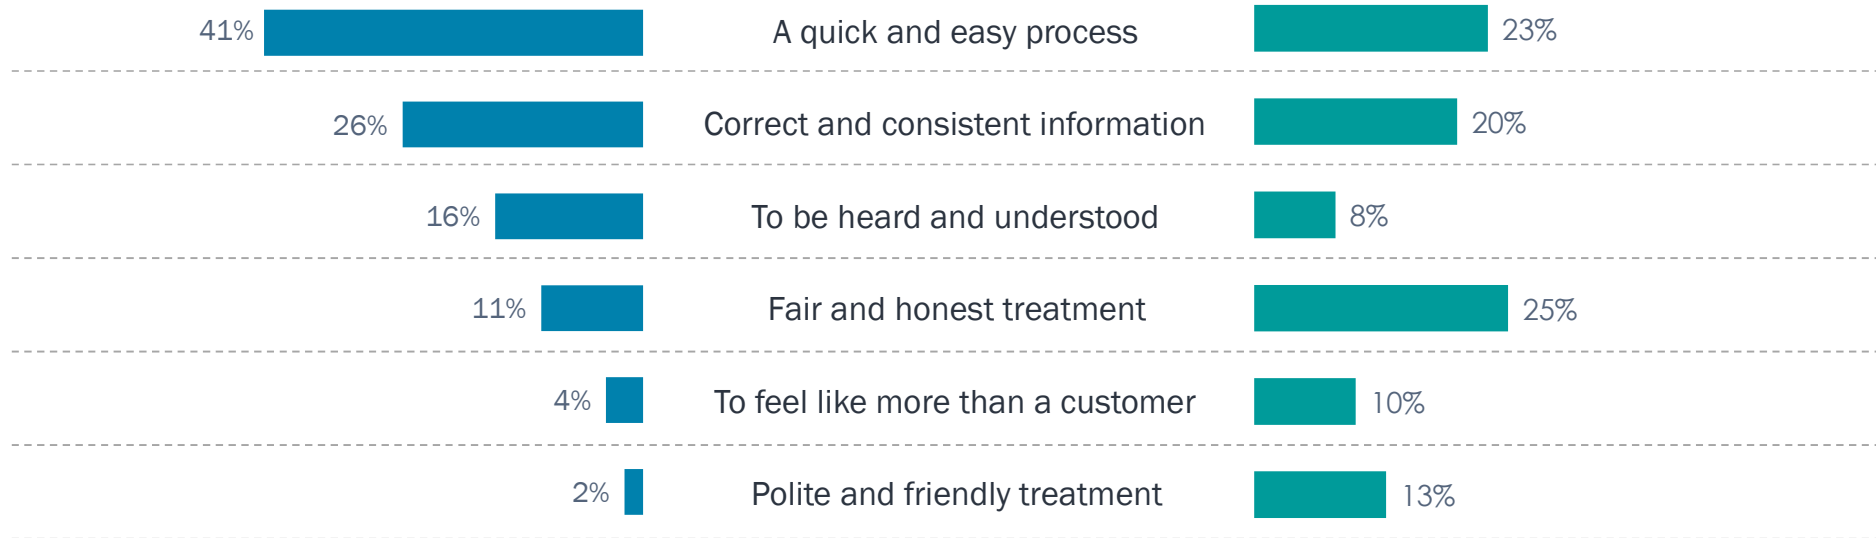 41% A quick and easy process 23%
26% Correct and consistent information 20%
16% To be heard and understood 8%
11% Fair and honest treatment 25%
4% To feel like more than a customer 10%
2% Polite and friendly treatment 13%